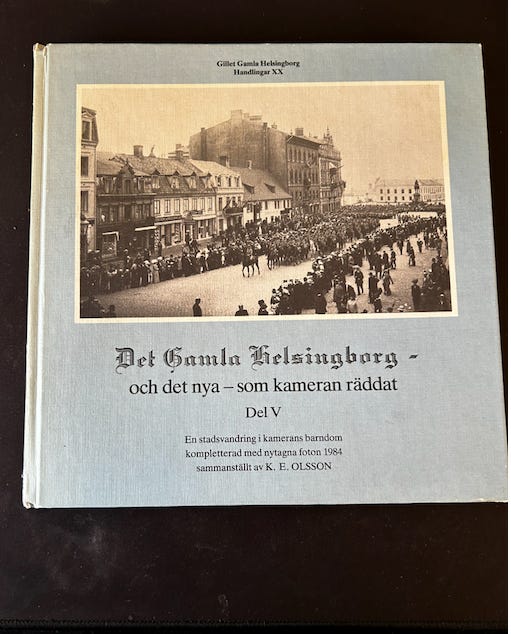 Gillet Gamla Helsingborg
Handlingar XX
Det Gamla Helsingborg -
och det nya – som kameran räddat
Del V
En stadsvandring i kamerans barndom
kompletterad med nytagna foton 1984
sammanställt av K. E. OLSSON